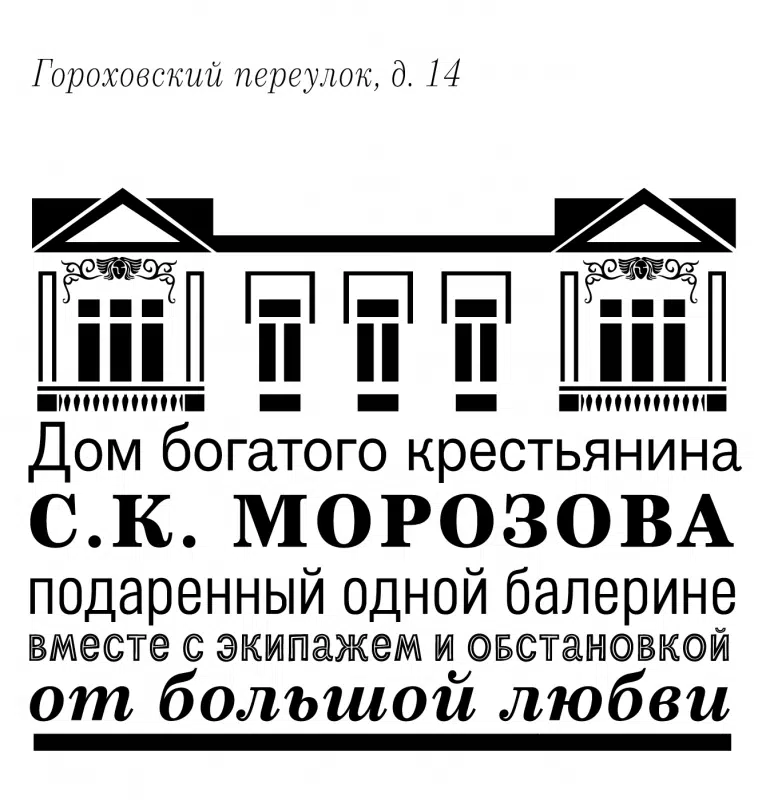 Гороховский переулок, д. 14
Дом богатого крестьянина
С.К. МОРОЗОВА
подаренный одной балерине
вместе с экипажем и обстановкой
от большой любви